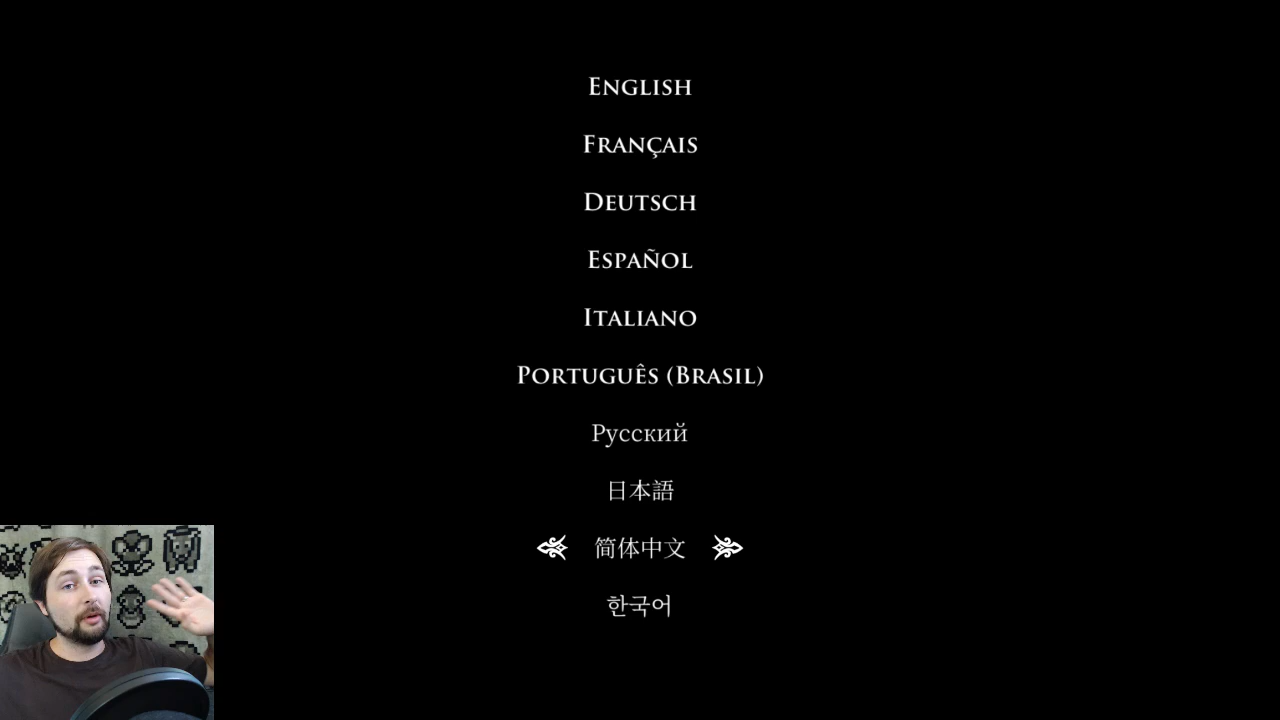 English
Français
Deutsch
Español
Italiano
Português (Brasil)
Русский
日本語
简体中文
한국어